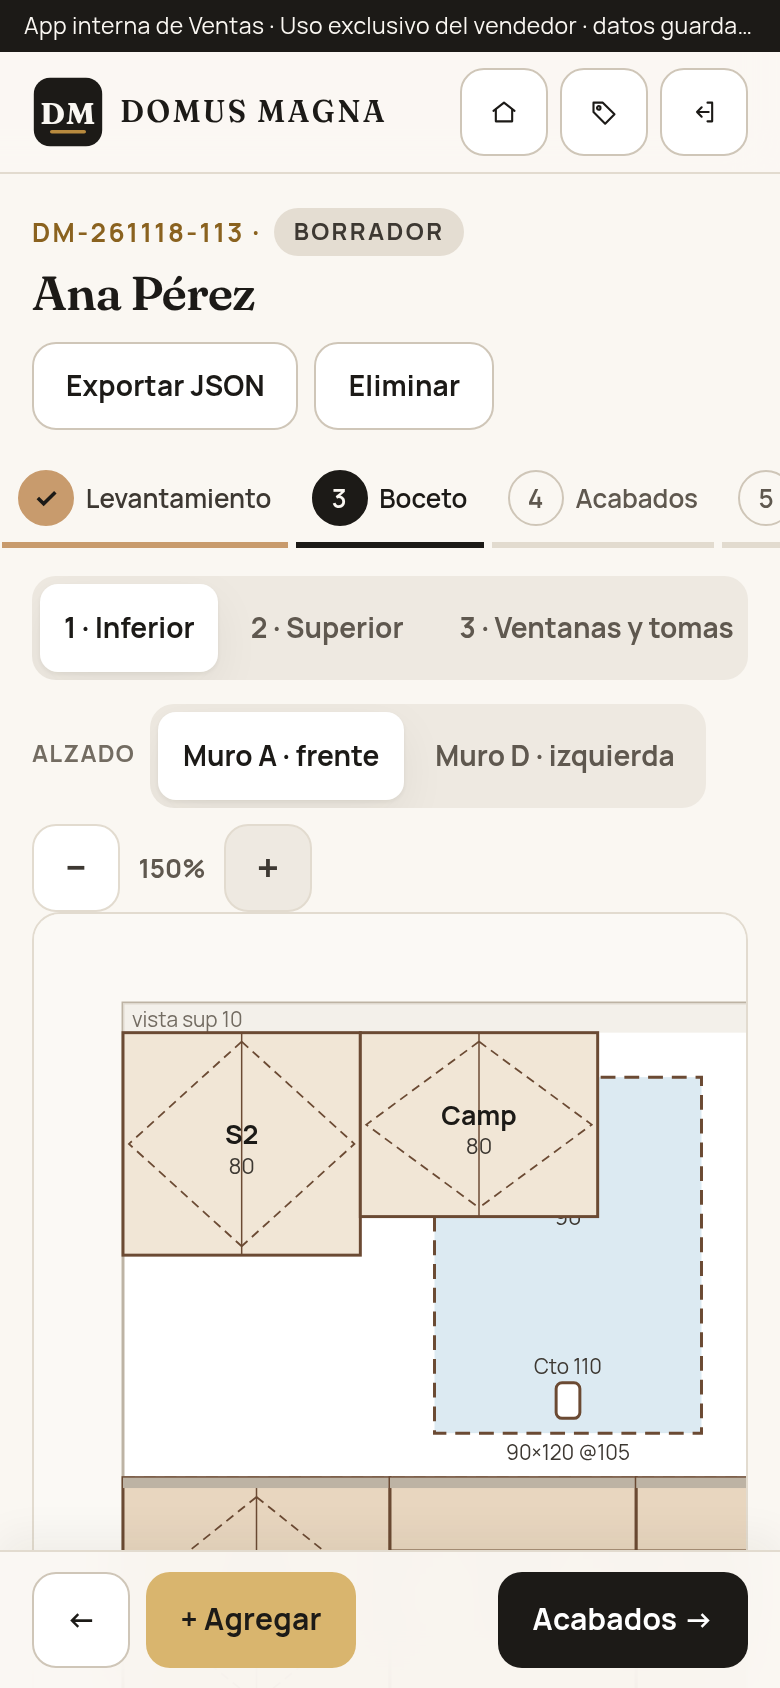 App interna de Ventas · Uso exclusivo del vendedor · datos guarda…
DM DOMUS MAGNA
DM-261118-113 · BORRADOR
Ana Pérez
Exportar JSON Eliminar
Levantamiento 3 Boceto 4 Acabados 5
1 · Inferior 2 · Superior 3 · Ventanas y tomas
ALZADO Muro A · frente Muro D · izquierda
− 150% +
vista sup 10
Camp
S2
80
80
Cto 110
90×120 @105
← + Agregar Acabados →